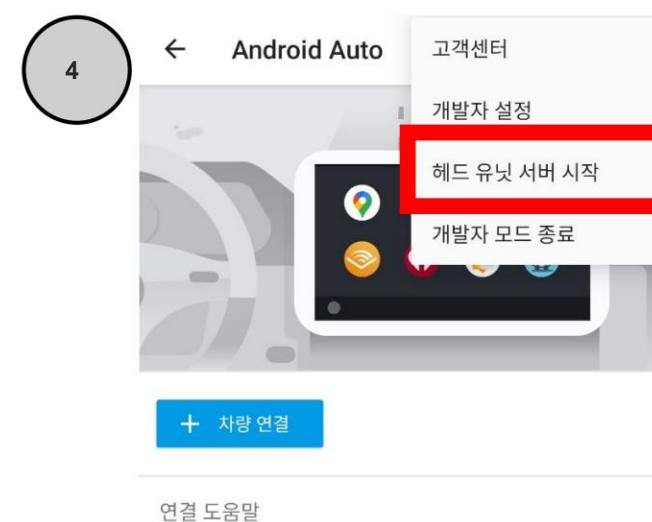 4
Android Auto
고객센터
개발자 설정
헤드 유닛 서버 시작
개발자 모드 종료
차량 연결
연결 도움말